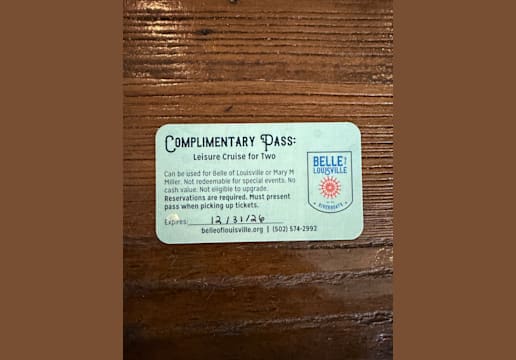 COMPLIMENTARY PASS:
Leisure Cruise for Two
Can be used for Belle of Louisville or Mary M
Miller. Not redeemable for special events. No
cash value. Not eligible to upgrade.
Reservations are required. Must present
pass when picking up tickets.
Expires: 12/31/26
belleoflouisville.org | (502) 574-2992
BELLE OF
LOUISVILLE
RIVERBOATS